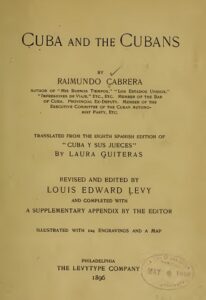 CUBA AND THE CUBANS
BY
RAIMUNDO CABRERA
AUTHOR OF "MIS BUENOS TIEMPOS," "LOS ESTADOS UNIDOS,"
"IMPRESIONES DE VIAJE," ETC., ETC. MEMBER OF THE BAR
OF CUBA. PROVINCIAL EX-DEPUTY. MEMBER OF THE
EXECUTIVE COMMITTEE OF THE CUBAN AUTONO-
MIST PARTY, ETC.
TRANSLATED FROM THE EIGHTH SPANISH EDITION OF
"CUBA Y SUS JUECES"
BY LAURA GUITERAS
REVISED AND EDITED BY
LOUIS EDWARD LEVY
AND COMPLETED WITH
A SUPPLEMENTARY APPENDIX BY THE EDITOR
ILLUSTRATED WITH 124 ENGRAVINGS AND A MAP
PHILADELPHIA
THE LEVYTYPE COMPANY
1896
MAY